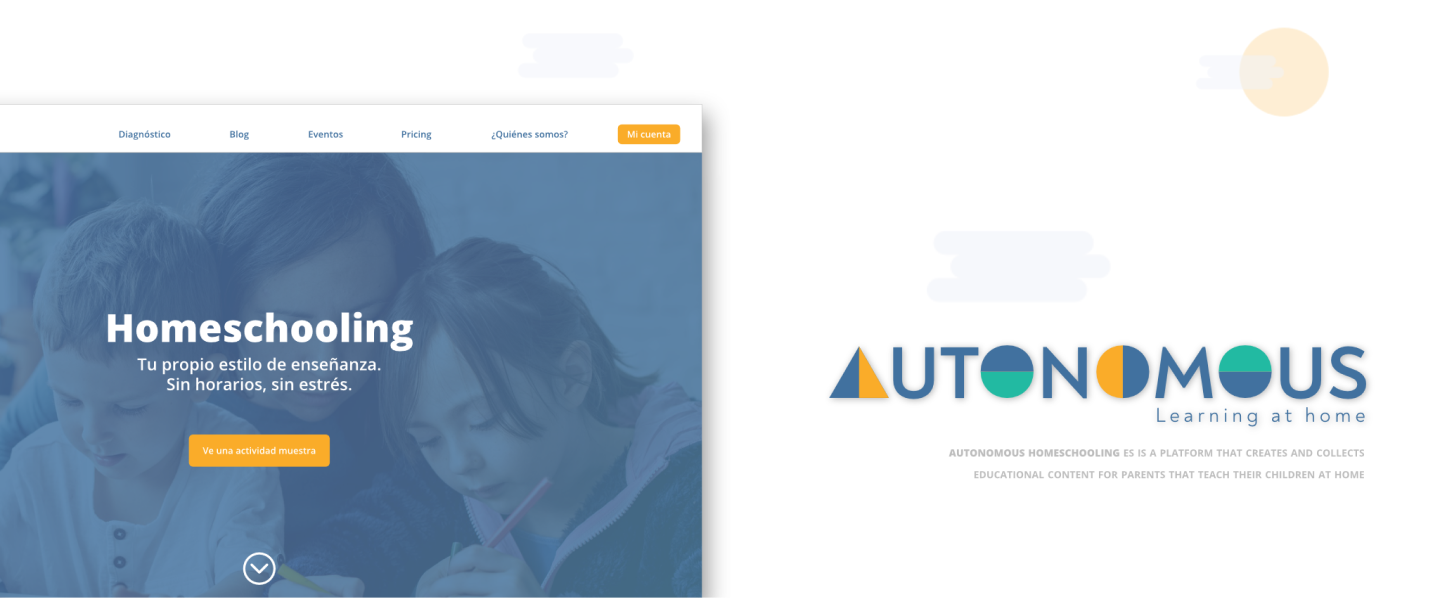 Diagnóstico Blog Eventos Pricing ¿Quiénes somos? Mi cuenta
Homeschooling
Tu propio estilo de enseñanza.
Sin horarios, sin estrés.
Ve una actividad muestra
AUTONOMOUS
Learning at home
AUTONOMOUS HOMESCHOOLING ES IS A PLATFORM THAT CREATES AND COLLECTS
EDUCATIONAL CONTENT FOR PARENTS THAT TEACH THEIR CHILDREN AT HOME